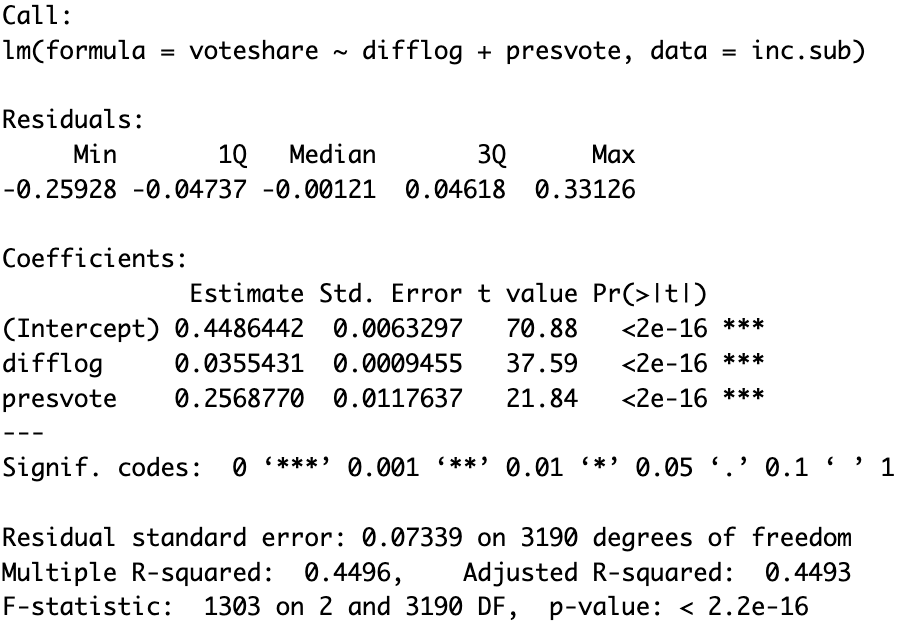 Call:
lm(formula = voteshare ~ difflog + presvote, data = inc.sub)
Residuals:
     Min       1Q   Median       3Q      Max
-0.25928 -0.04737 -0.00121  0.04618  0.33126
Coefficients:
             Estimate Std. Error t value Pr(>|t|)
(Intercept) 0.4486442  0.0063297   70.88   <2e-16 ***
difflog     0.0355431  0.0009455   37.59   <2e-16 ***
presvote    0.2568770  0.0117637   21.84   <2e-16 ***
---
Signif. codes:  0 ‘***’ 0.001 ‘**’ 0.01 ‘*’ 0.05 ‘.’ 0.1 ‘ ’ 1
Residual standard error: 0.07339 on 3190 degrees of freedom
Multiple R-squared:  0.4496,    Adjusted R-squared:  0.4493
F-statistic:  1303 on 2 and 3190 DF,  p-value: < 2.2e-16